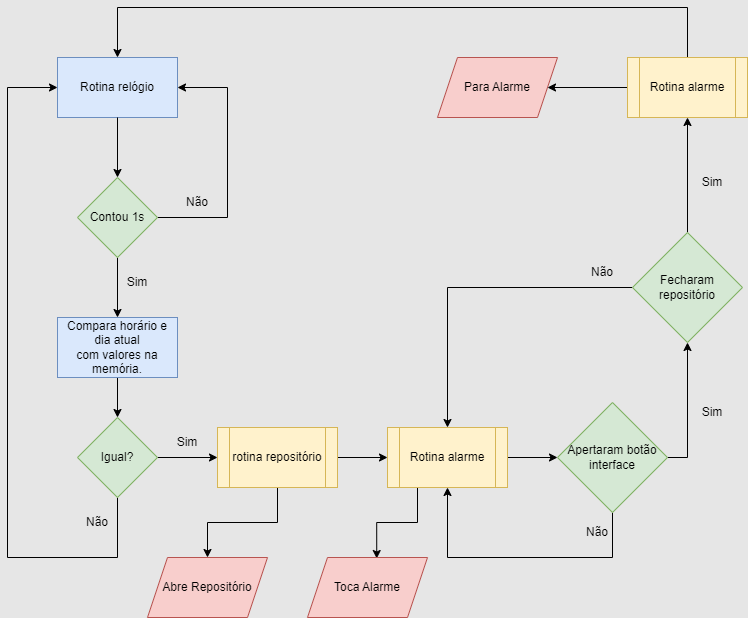 Rotina relógio
Para Alarme
Rotina alarme
Sim
Não
Contou 1s
Sim
Não
Fecharam
repositório
Compara horário e
dia atual
com valores na
memória.
Sim
Igual?
Sim
rotina repositório
Rotina alarme
Apertaram botão
interface
Não
Não
Abre Repositório
Toca Alarme